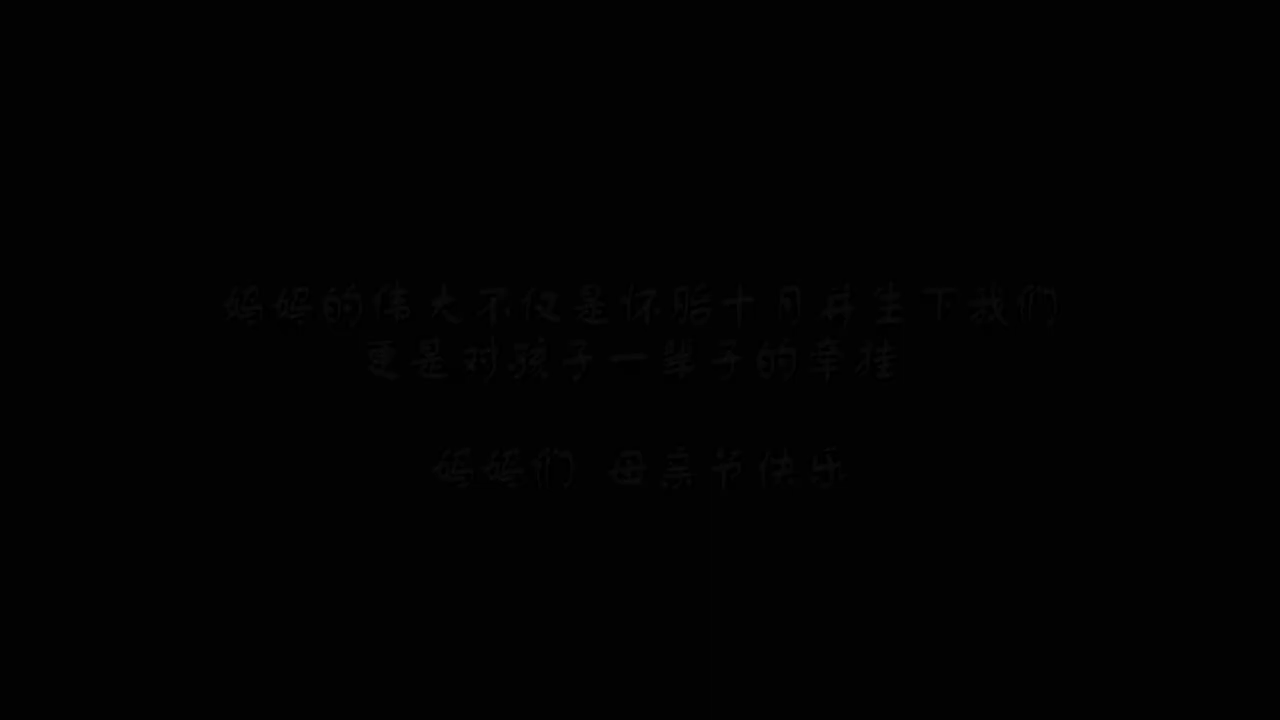 妈妈的伟大不仅是怀胎十月并生下我们
更是对孩子一辈子的牵挂
妈妈们 母亲节快乐